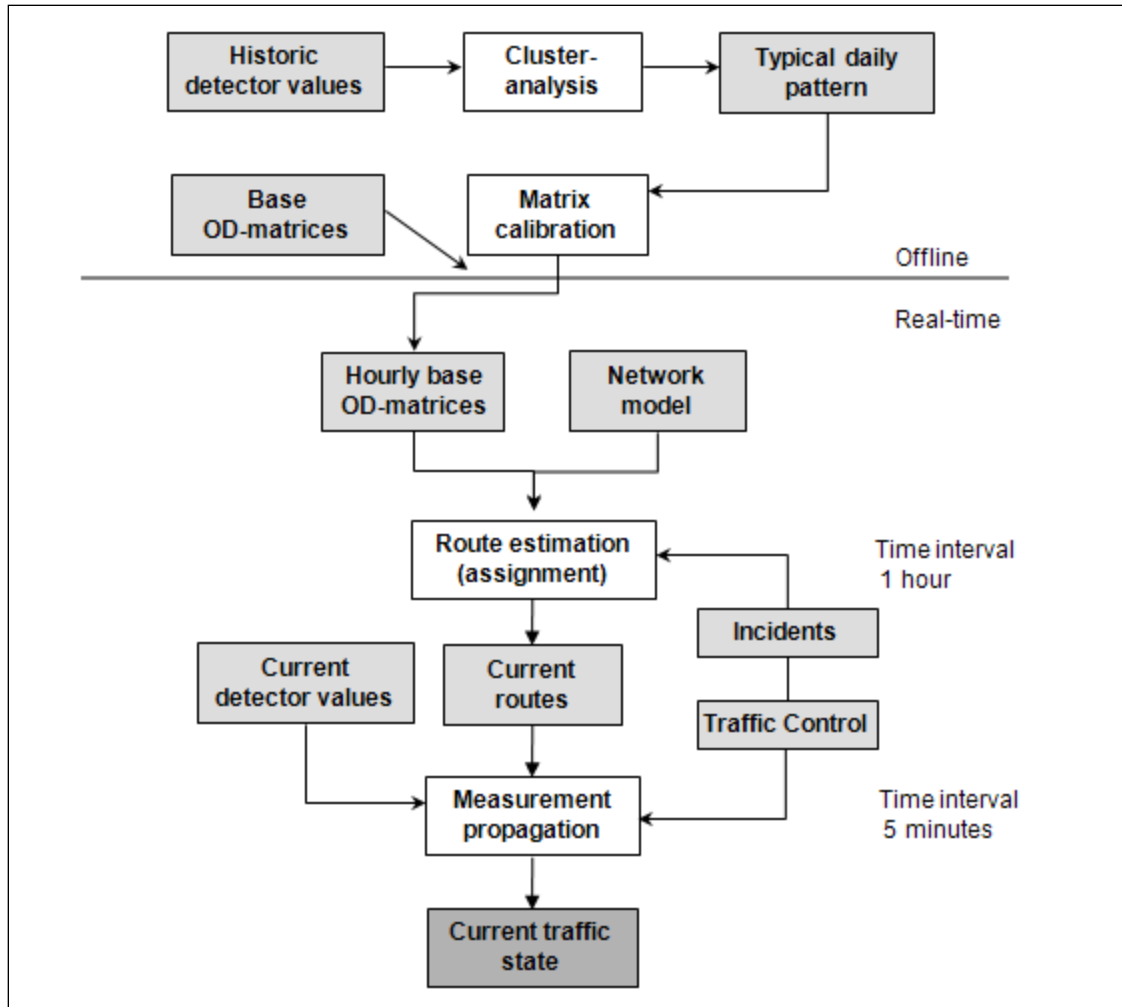 Historic
detector values
Cluster-
analysis
Typical daily
pattern
Base
OD-matrices
Matrix
calibration
Offline
Real-time
Hourly base
OD-matrices
Network
model
Route estimation
(assignment)
Time interval
1 hour
Incidents
Current
detector values
Current
routes
Traffic Control
Measurement
propagation
Time interval
5 minutes
Current traffic
state